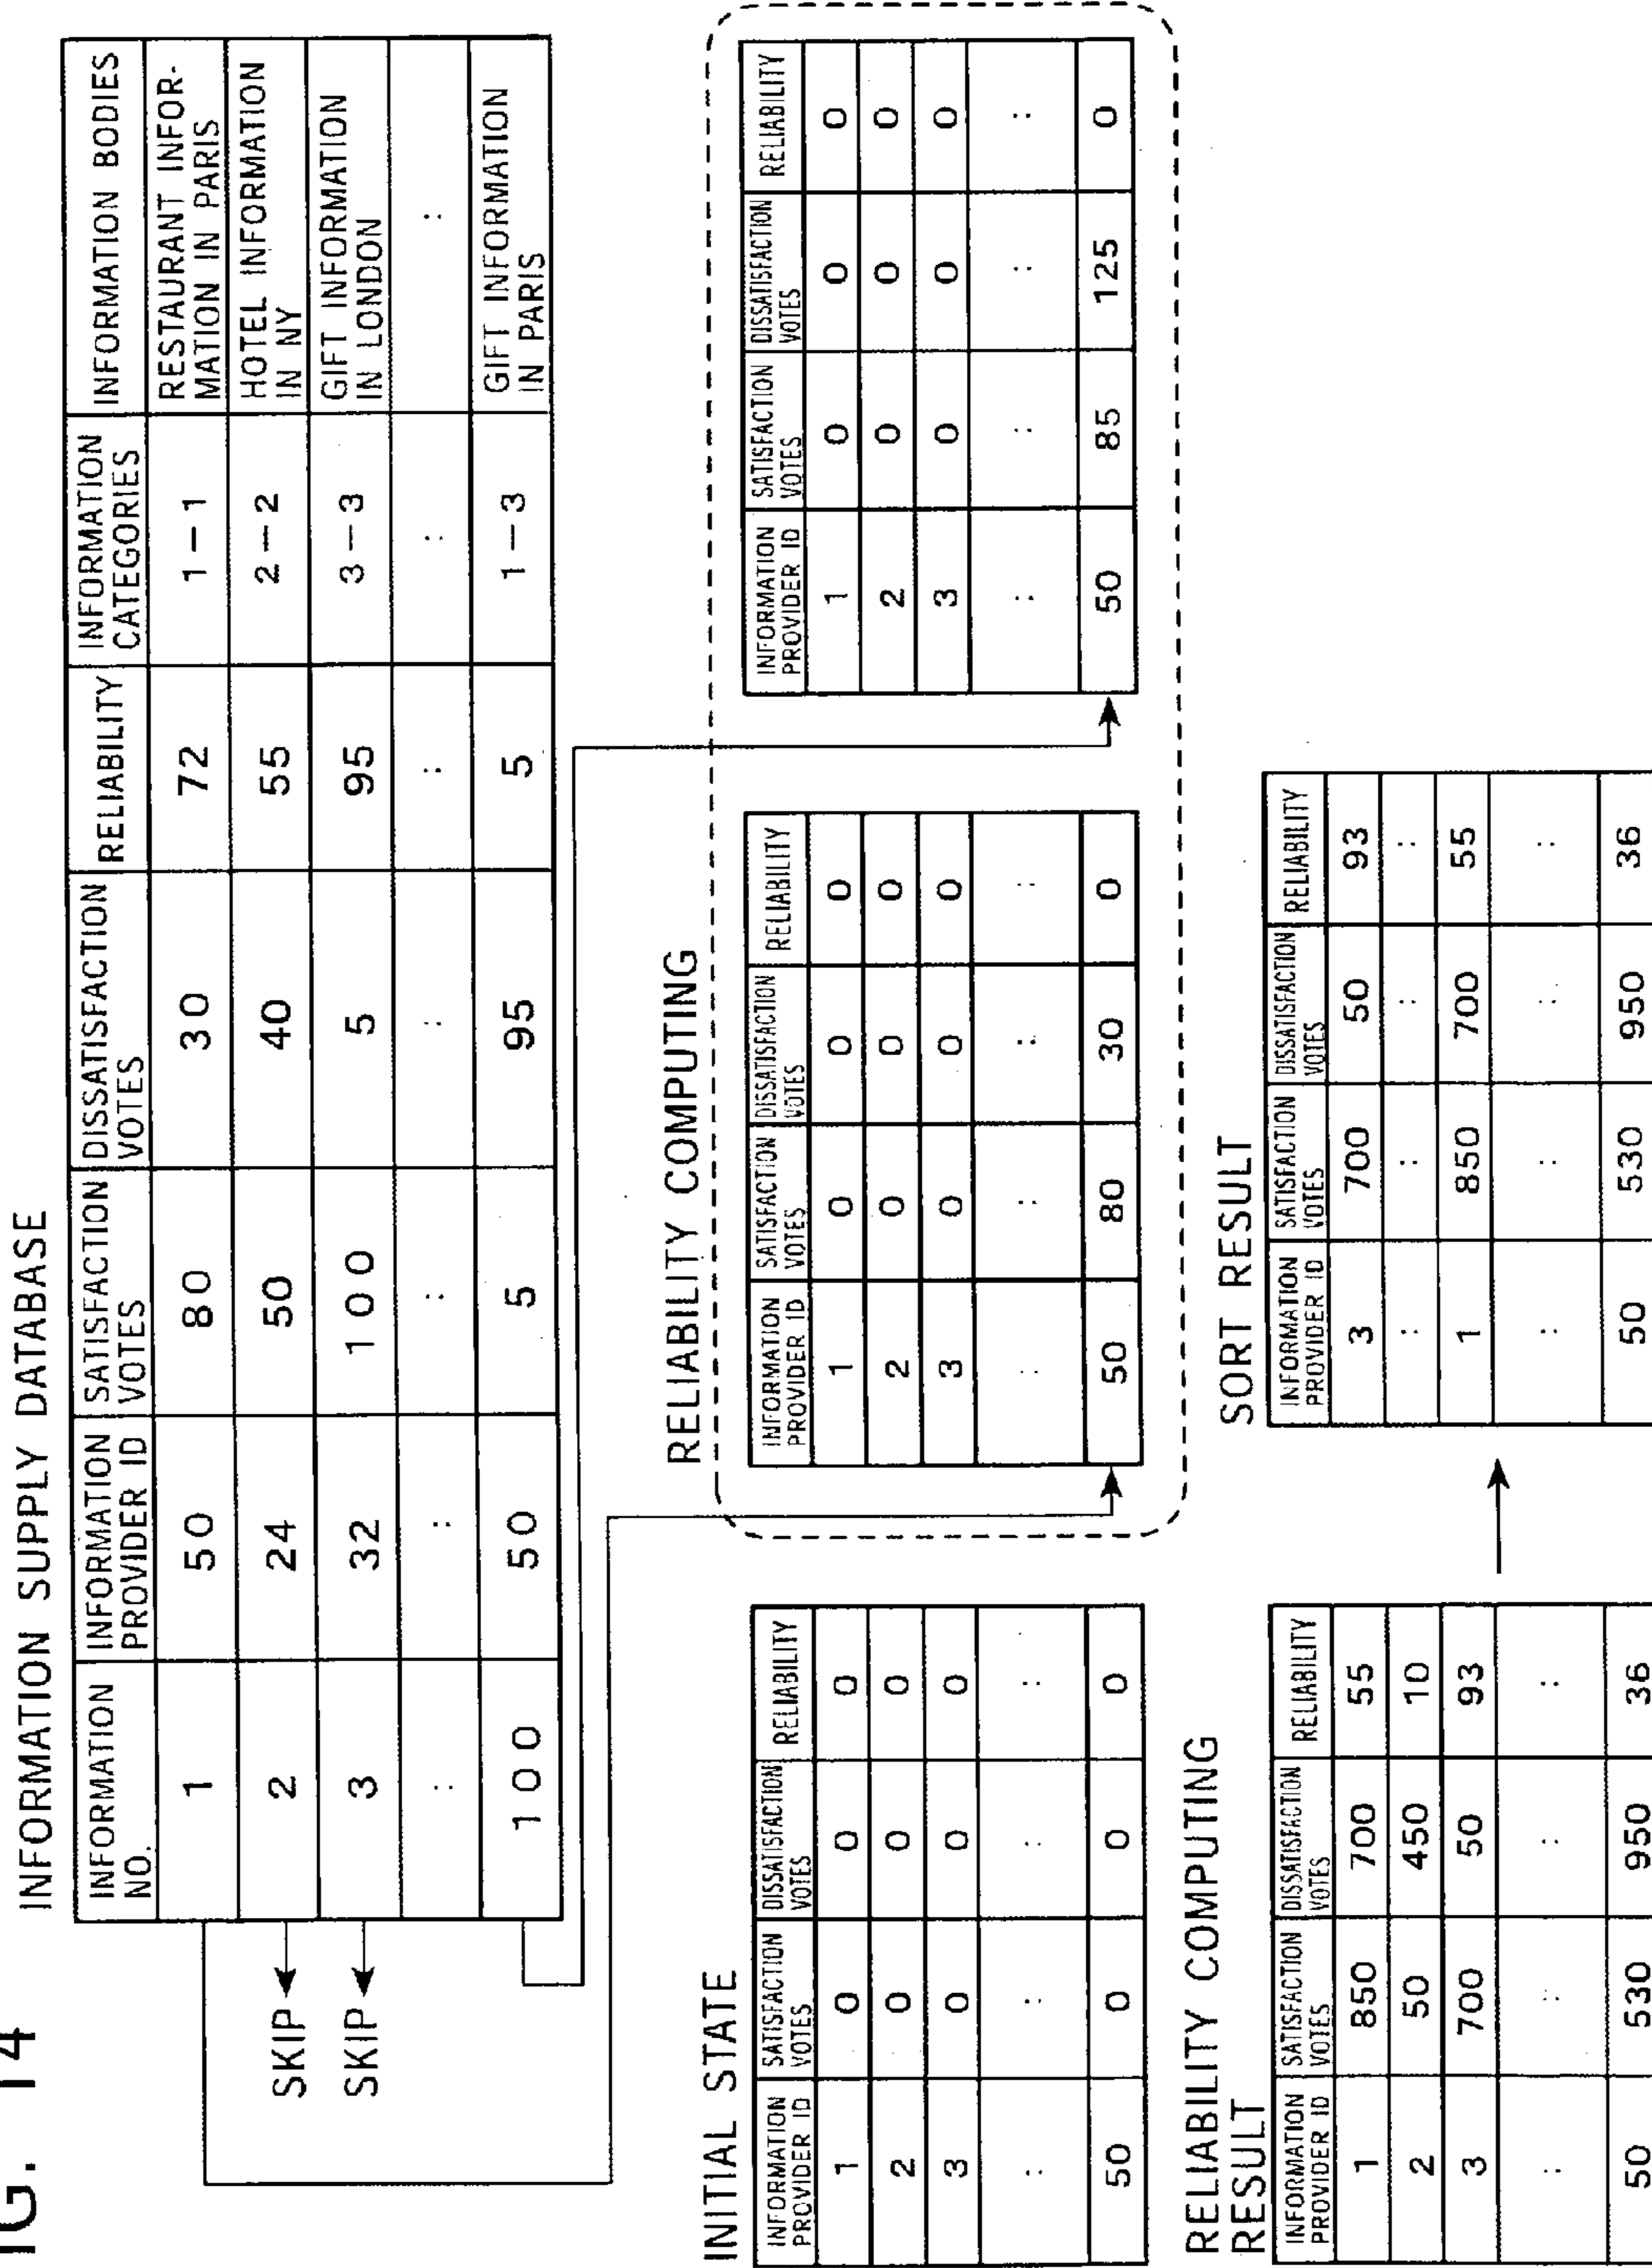 IG. 14
INFORMATION SUPPLY DATABASE
INFORMATION NO. INFORMATION PROVIDER ID SATISFACTION VOTES DISSATISFACTION VOTES RELIABILITY INFORMATION CATEGORIES INFORMATION BODIES
1 50 80 30 72 1-1 RESTAURANT INFOR-
MATION IN PARIS
2 24 50 40 55 2-2 HOTEL INFORMATION
IN NY
3 32 100 5 95 3-3 GIFT INFORMATION
IN LONDON
: : : : : : :
100 50 5 95 5 1-3 GIFT INFORMATION
IN PARIS
SKIP
SKIP
INITIAL STATE
INFORMATION PROVIDER ID SATISFACTION VOTES DISSATISFACTION VOTES RELIABILITY
1 0 0 0
2 0 0 0
3 0 0 0
: : : :
50 0 0 0
RELIABILITY COMPUTING
INFORMATION PROVIDER ID SATISFACTION VOTES DISSATISFACTION VOTES RELIABILITY
1 0 0 0
2 0 0 0
3 0 0 0
: : : :
50 80 30 0
INFORMATION PROVIDER ID SATISFACTION VOTES DISSATISFACTION VOTES RELIABILITY
1 0 0 0
2 0 0 0
3 0 0 0
: : : :
50 85 125 0
RELIABILITY COMPUTING
RESULT
INFORMATION PROVIDER ID SATISFACTION VOTES DISSATISFACTION VOTES RELIABILITY
1 850 700 55
2 50 450 10
3 700 50 93
: : : :
50 530 950 36
SORT RESULT
INFORMATION PROVIDER ID SATISFACTION VOTES DISSATISFACTION VOTES RELIABILITY
3 700 50 93
: : : :
1 850 700 55
: : : :
50 530 950 36